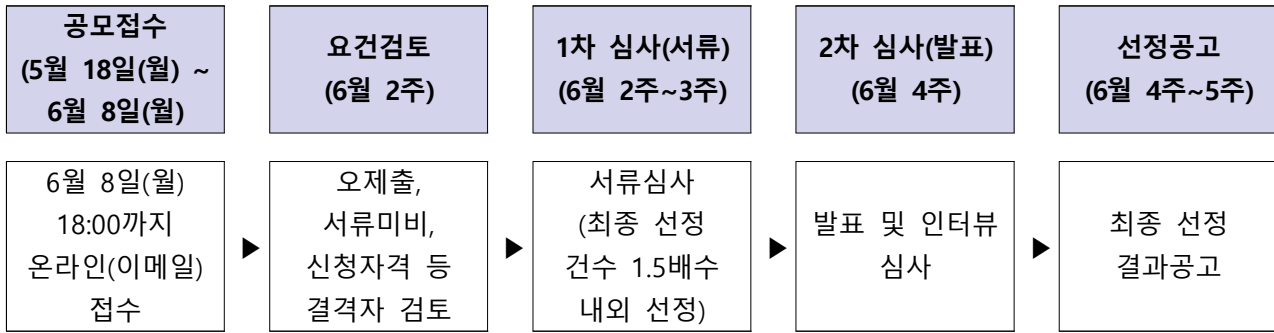 공모접수
(5월 18일(월) ~
6월 8일(월)
요건검토
(6월 2주)
1차 심사(서류)
(6월 2주~3주)
2차 심사(발표)
(6월 4주)
선정공고
(6월 4주~5주)
6월 8일(월)
18:00까지
온라인(이메일)
접수
▶
오제출,
서류미비,
신청자격 등
결격자 검토
▶
서류심사
(최종 선정
건수 1.5배수
내외 선정)
▶
발표 및 인터뷰
심사
▶
최종 선정
결과공고